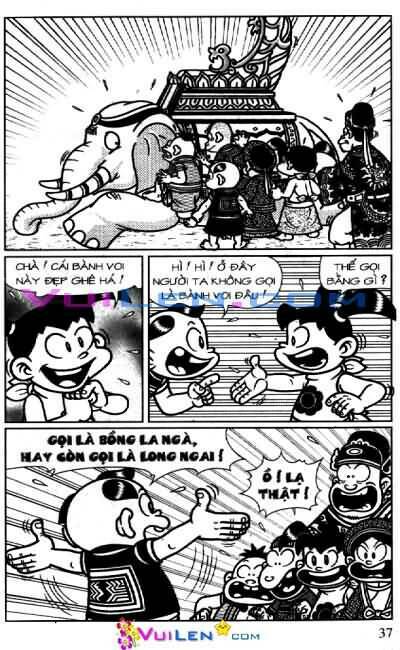 CHÀ! CÁI BÀNH VOI
NÀY ĐẸP GHÊ HÁ!
HÌ! HÌ! Ở ĐÂY
NGƯỜI TA KHÔNG GỌI
LÀ BÀNH VOI ĐÂU!
THẾ GỌI
BẰNG GÌ?
VUILEN.COM
GỌI LÀ BỒNG LA NGÀ,
HAY CÒN GỌI LÀ LONG NGAI!
Ồ! LẠ
THẬT!
37
VUILEN.COM